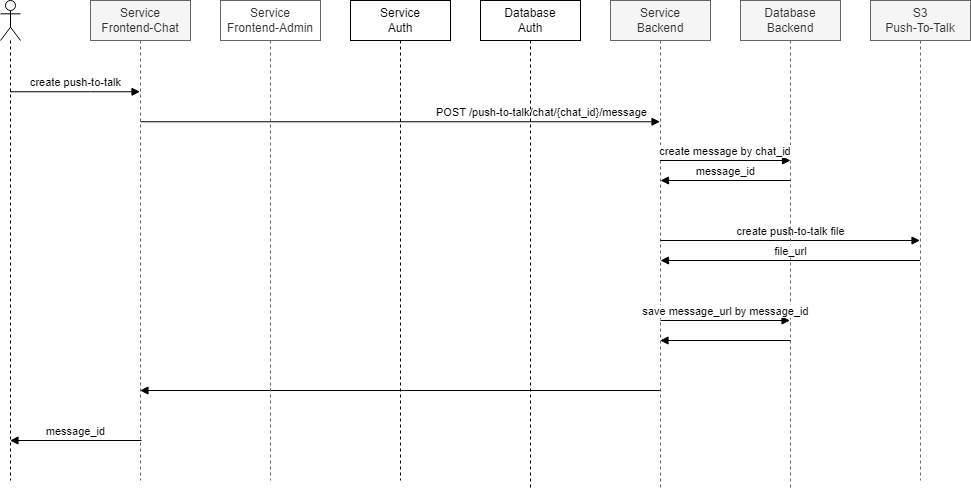 Service
Frontend-Chat
Service
Frontend-Admin
Service
Auth
Database
Auth
Service
Backend
Database
Backend
S3
Push-To-Talk
create push-to-talk
POST /push-to-talk/chat/{chat_id}/message
create message by chat_id
message_id
create push-to-talk file
file_url
save message_url by message_id
message_id